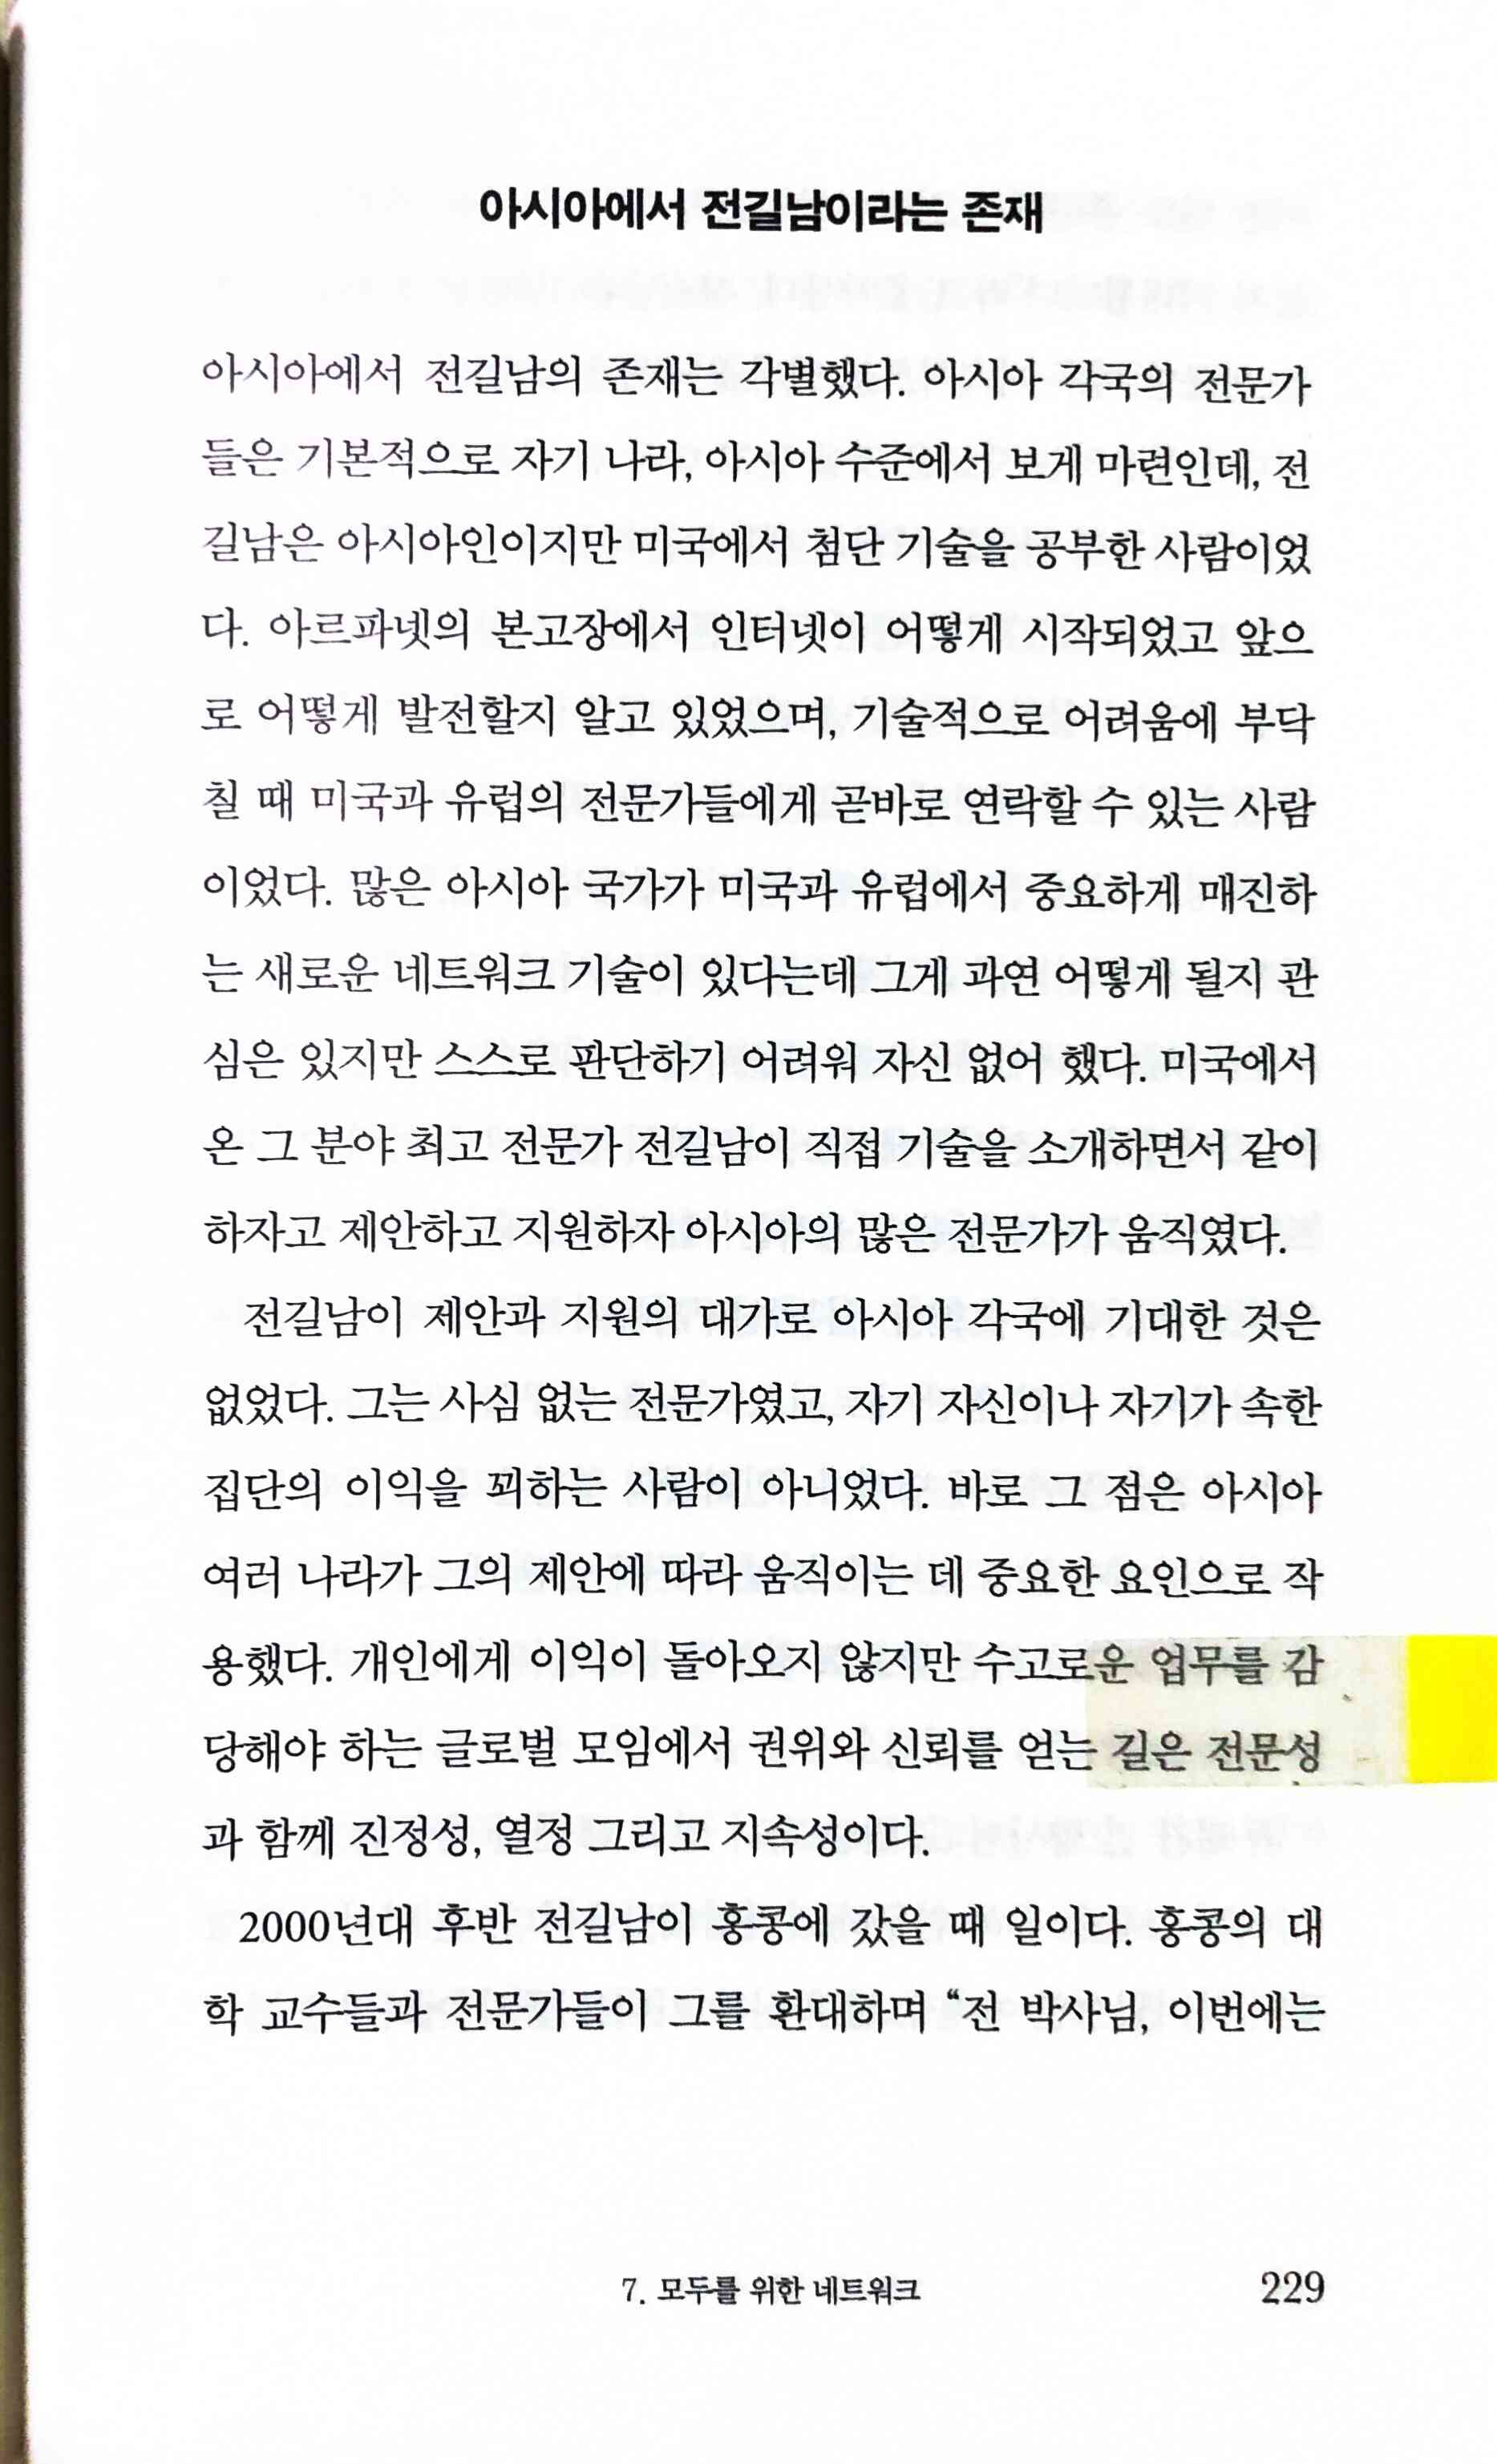 아시아에서 전길남이라는 존재
아시아에서 전길남의 존재는 각별했다. 아시아 각국의 전문가
들은 기본적으로 자기 나라, 아시아 수준에서 보게 마련인데, 전
길남은 아시아인이지만 미국에서 첨단 기술을 공부한 사람이었
다. 아르파넷의 본고장에서 인터넷이 어떻게 시작되었고 앞으
로 어떻게 발전할지 알고 있었으며, 기술적으로 어려움에 부닥
칠 때 미국과 유럽의 전문가들에게 곧바로 연락할 수 있는 사람
이었다. 많은 아시아 국가가 미국과 유럽에서 중요하게 매진하
는 새로운 네트워크 기술이 있다는데 그게 과연 어떻게 될지 관
심은 있지만 스스로 판단하기 어려워 자신 없어 했다. 미국에서
온 그 분야 최고 전문가 전길남이 직접 기술을 소개하면서 같이
하자고 제안하고 지원하자 아시아의 많은 전문가가 움직였다.
전길남이 제안과 지원의 대가로 아시아 각국에 기대한 것은
없었다. 그는 사심 없는 전문가였고, 자기 자신이나 자기가 속한
집단의 이익을 꾀하는 사람이 아니었다. 바로 그 점은 아시아
여러 나라가 그의 제안에 따라 움직이는 데 중요한 요인으로 작
용했다. 개인에게 이익이 돌아오지 않지만 수고로운 업무를 감
당해야 하는 글로벌 모임에서 권위와 신뢰를 얻는 길은 전문성
과 함께 진정성, 열정 그리고 지속성이다.
2000년대 후반 전길남이 홍콩에 갔을 때 일이다. 홍콩의 대
학 교수들과 전문가들이 그를 환대하며 “전 박사님, 이번에는
7. 모두를 위한 네트워크
229